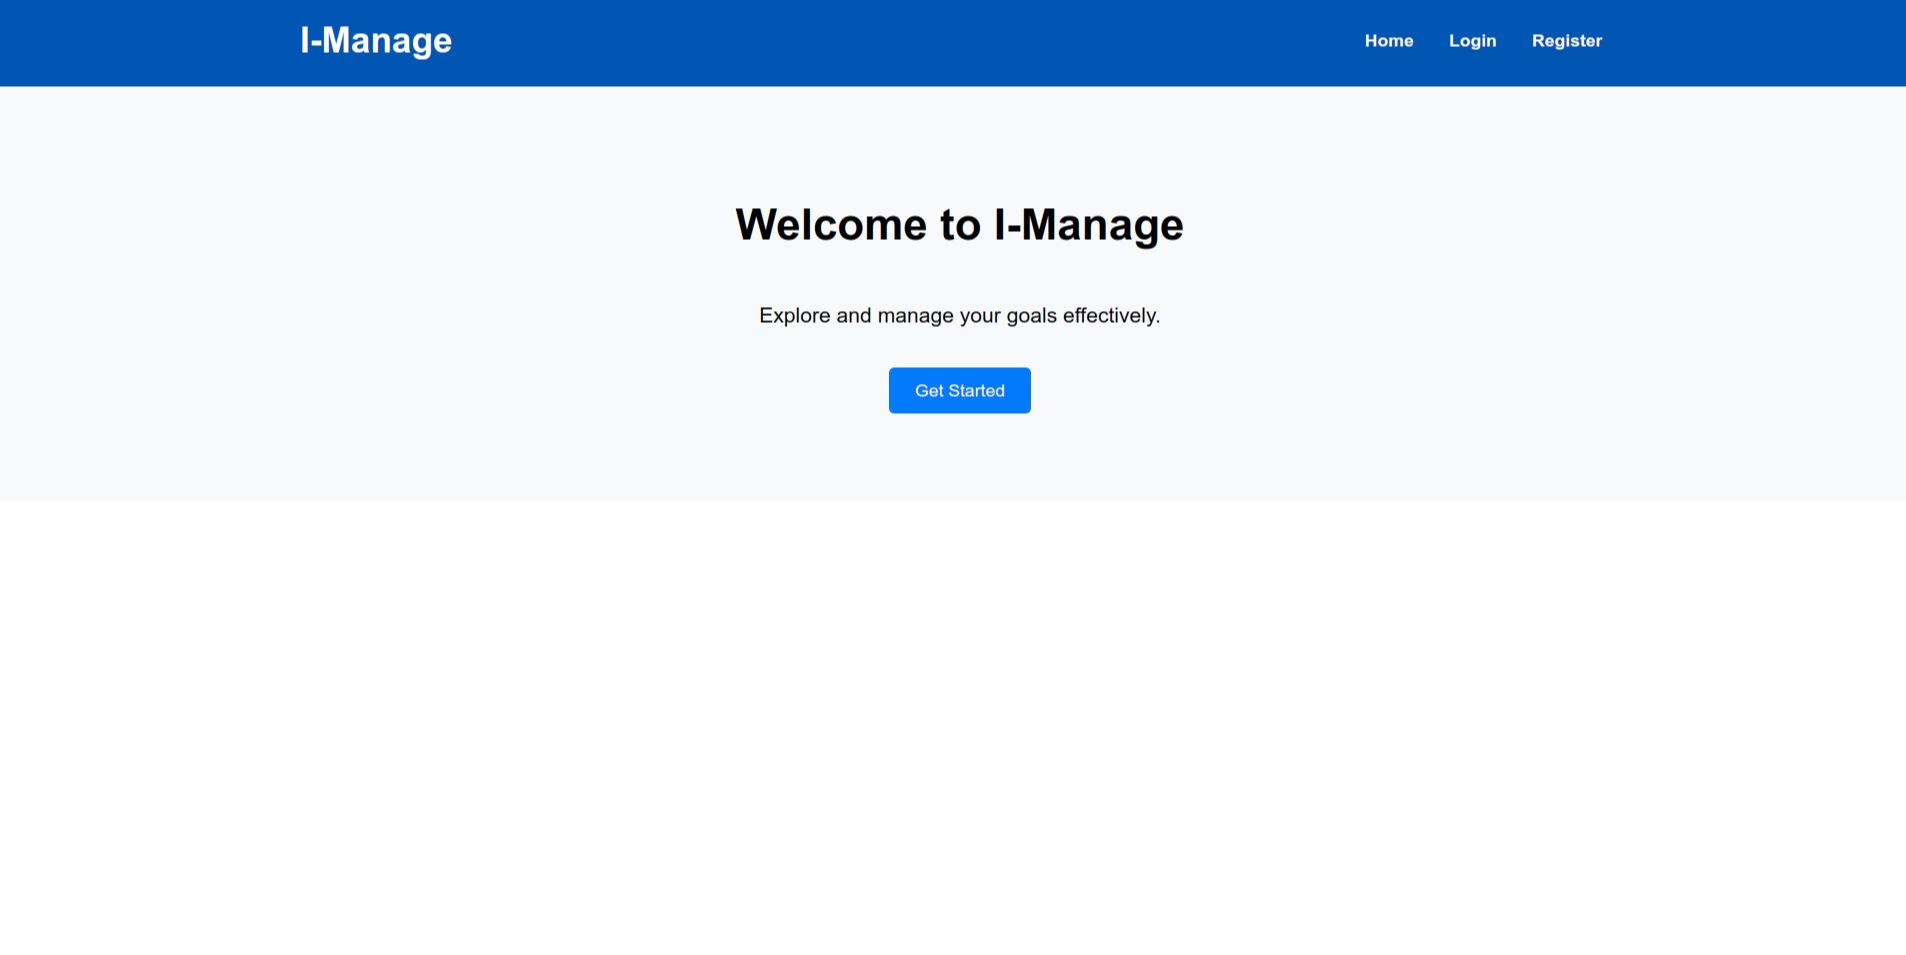 I-Manage
Home Login Register
Welcome to I-Manage
Explore and manage your goals effectively.
Get Started